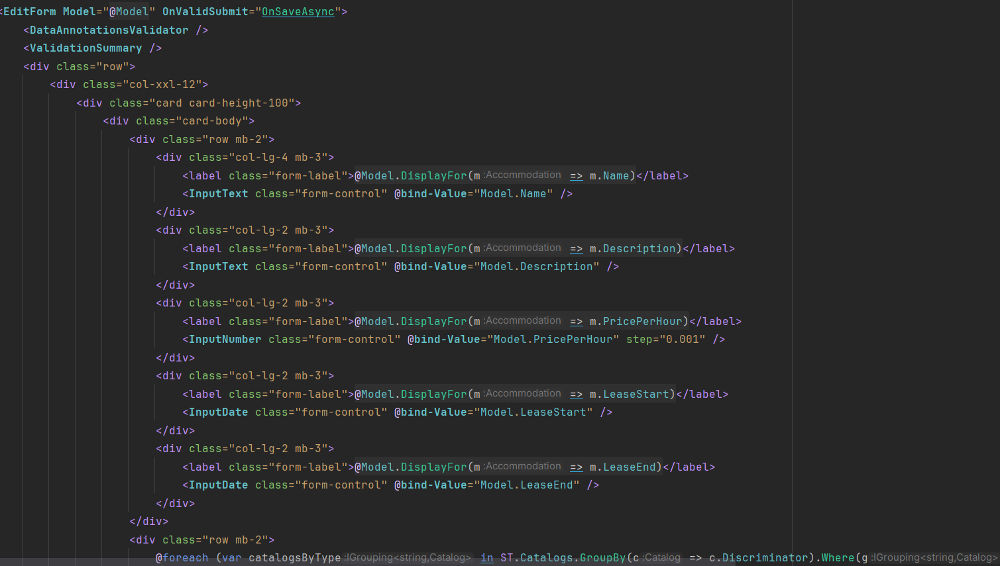 <EditForm Model="@Model" OnValidSubmit="OnSaveAsync">
<DataAnnotationsValidator />
<ValidationSummary />
<div class="row">
<div class="col-xxl-12">
<div class="card card-height-100">
<div class="card-body">
<div class="row mb-2">
<div class="col-lg-4 mb-3">
<label class="form-label">@Model.DisplayFor(m :Accommodation => m.Name)</label>
<InputText class="form-control" @bind-Value="Model.Name" />
</div>
<div class="col-lg-2 mb-3">
<label class="form-label">@Model.DisplayFor(m :Accommodation => m.Description)</label>
<InputText class="form-control" @bind-Value="Model.Description" />
</div>
<div class="col-lg-2 mb-3">
<label class="form-label">@Model.DisplayFor(m :Accommodation => m.PricePerHour)</label>
<InputNumber class="form-control" @bind-Value="Model.PricePerHour" step="0.001" />
</div>
<div class="col-lg-2 mb-3">
<label class="form-label">@Model.DisplayFor(m :Accommodation => m.LeaseStart)</label>
<InputDate class="form-control" @bind-Value="Model.LeaseStart" />
</div>
<div class="col-lg-2 mb-3">
<label class="form-label">@Model.DisplayFor(m :Accommodation => m.LeaseEnd)</label>
<InputDate class="form-control" @bind-Value="Model.LeaseEnd" />
</div>
</div>
<div class="row mb-2">
@foreach (var catalogsByType :IGrouping<string,Catalog> in ST.Catalogs.GroupBy(c :Catalog => c.Discriminator).Where(g :IGrouping<string,Catalog>